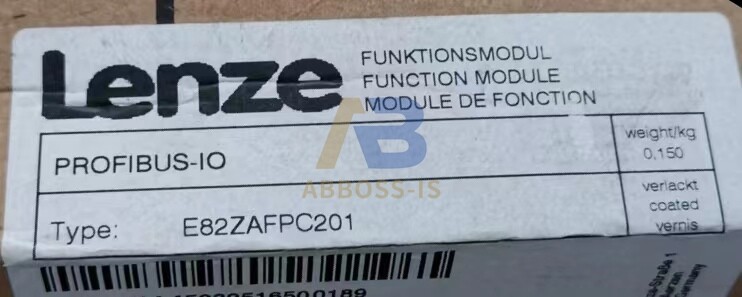 Lenze
FUNKTIONSMODUL
FUNCTION MODULE
MODULE DE FONCTION
PROFIBUS-IO
weight/kg
0.150
ABBOSS-IS
Type: E82ZAFPC201
verlackt
coated
vernis